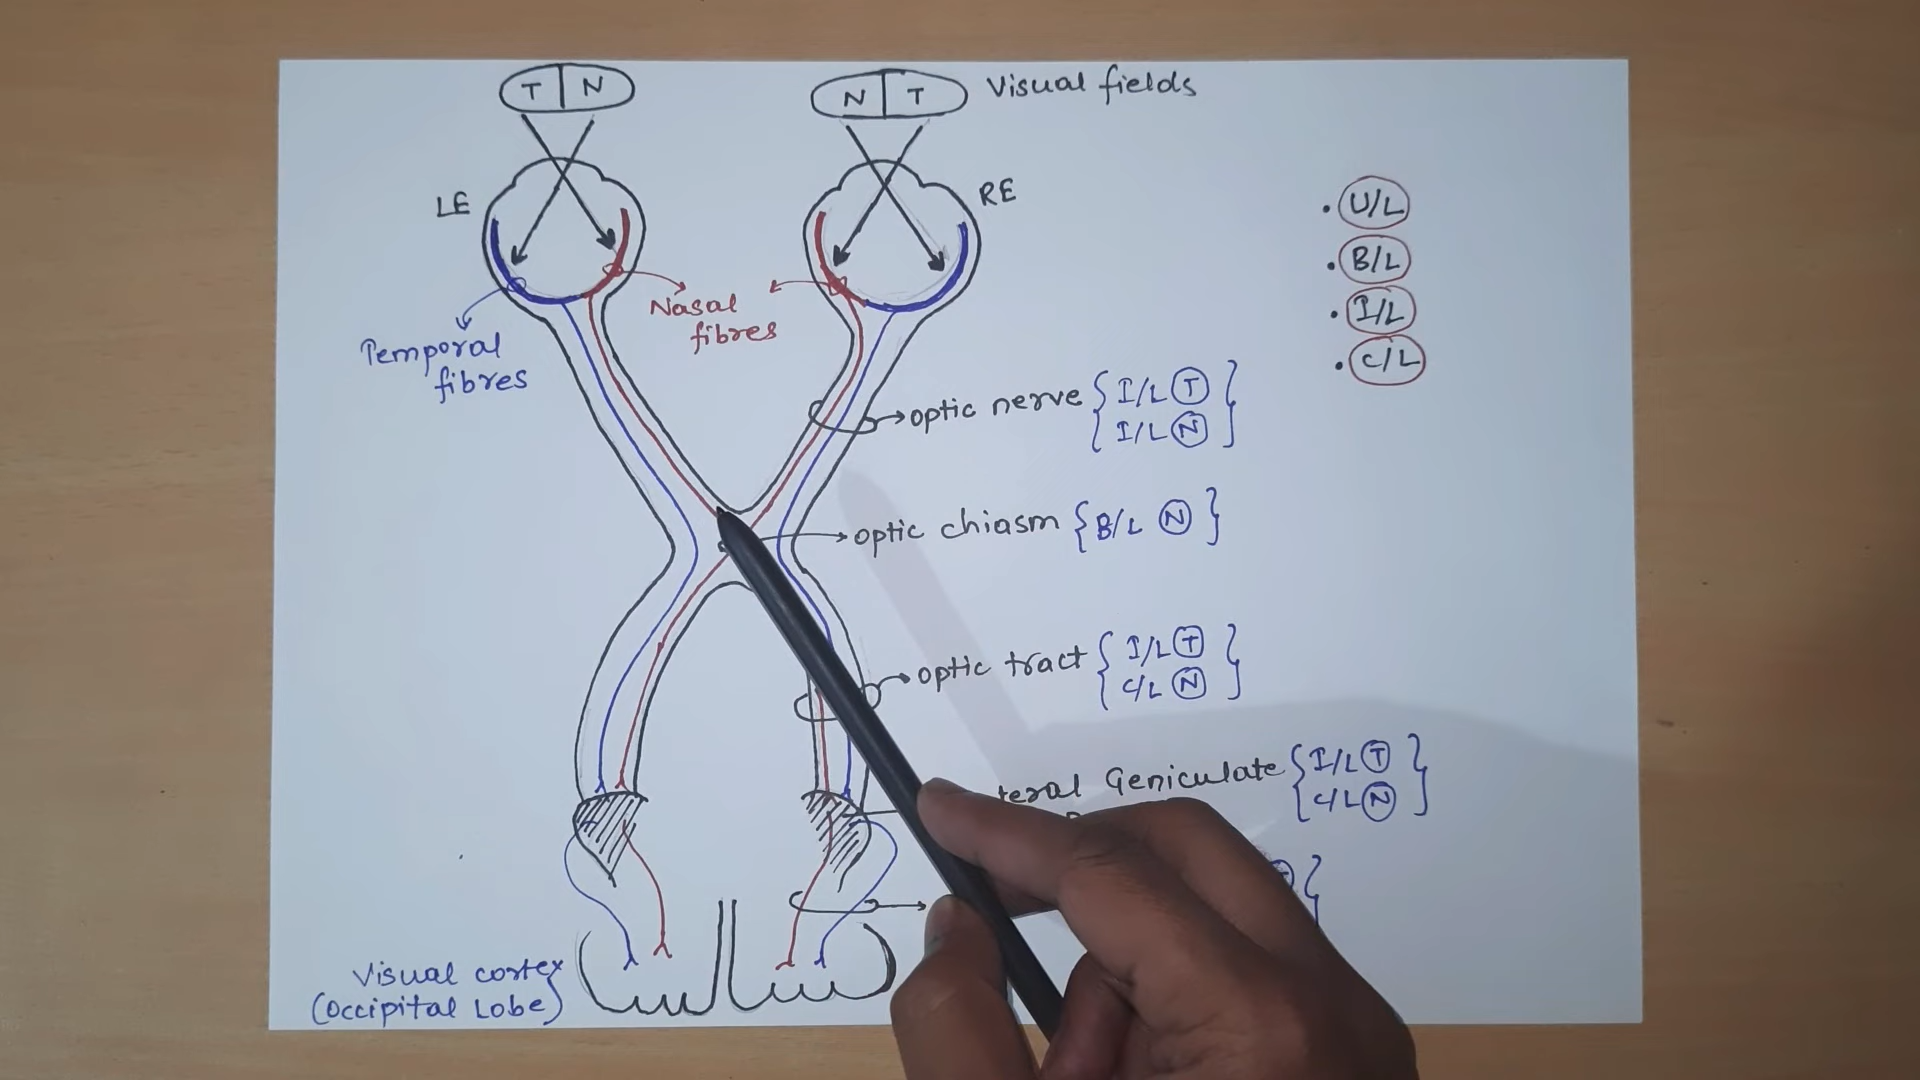 T N
N T
Visual fields
LE
RE
Nasal
fibres
Temporal
fibres
• U/L
• B/L
• I/L
• C/L
optic nerve { I/L T }
{ I/L N }
optic chiasm { B/L N }
optic tract { I/L T }
{ C/L N }
Geniculate { I/L T }
{ C/L N }
Visual cortex
(Occipital Lobe)